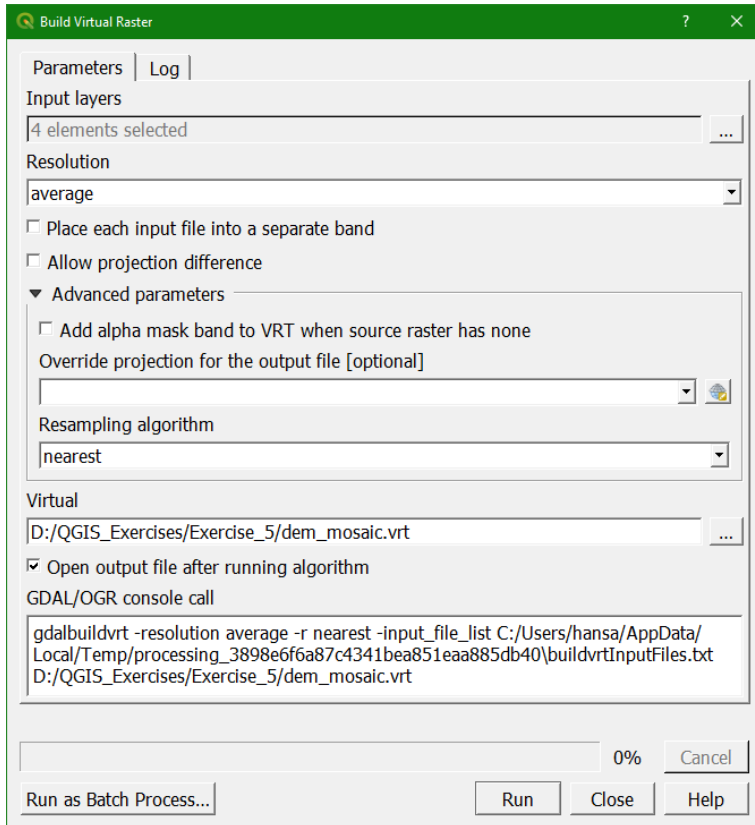 Build Virtual Raster
Parameters
Log
Input layers
4 elements selected
...
Resolution
average
Place each input file into a separate band
Allow projection difference
Advanced parameters
Add alpha mask band to VRT when source raster has none
Override projection for the output file [optional]
Resampling algorithm
nearest
Virtual
D:/QGIS_Exercises/Exercise_5/dem_mosaic.vrt
...
Open output file after running algorithm
GDAL/OGR console call
gdalbuildvrt -resolution average -r nearest -input_file_list C:/Users/hansa/AppData/
Local/Temp/processing_3898e6f6a87c4341bea851eaa885db40\buildvrtInputFiles.txt
D:/QGIS_Exercises/Exercise_5/dem_mosaic.vrt
0%
Cancel
Run as Batch Process...
Run
Close
Help